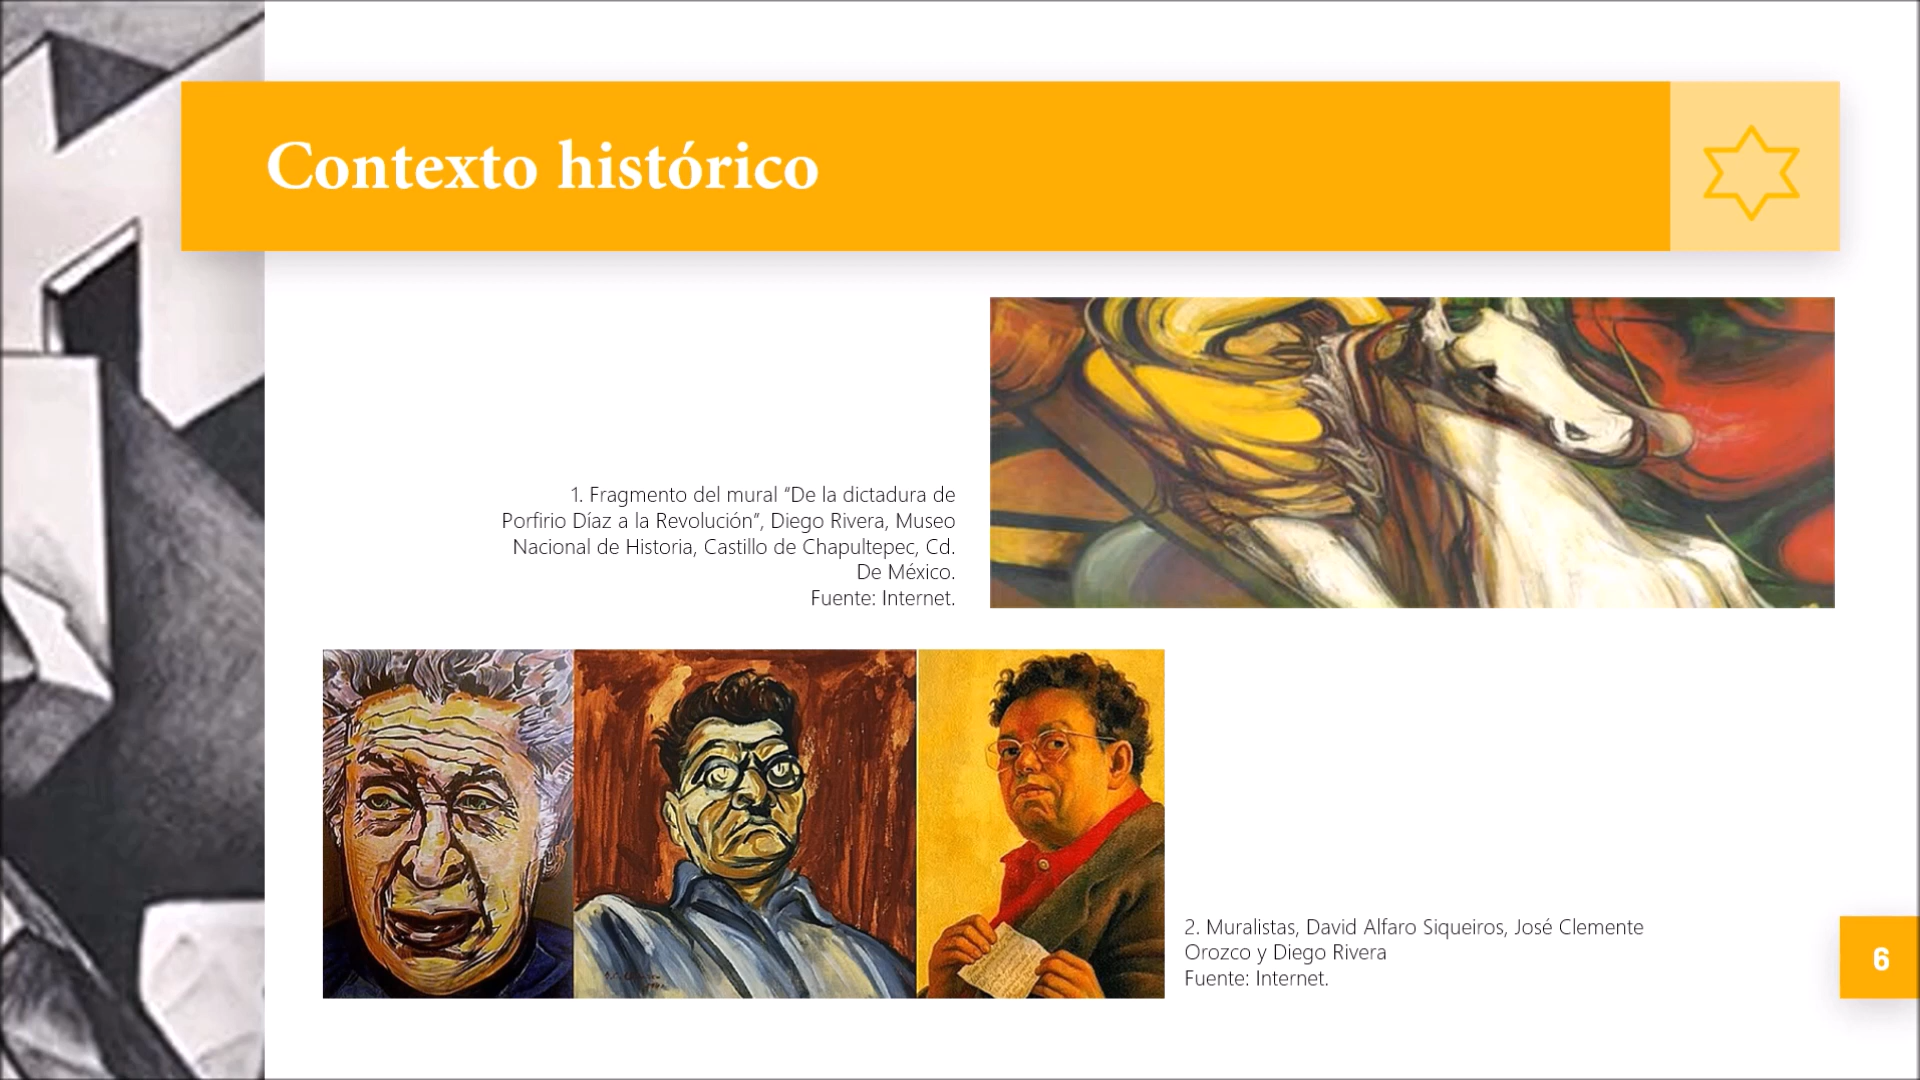 Contexto histórico
1. Fragmento del mural “De la dictadura de
Porfirio Díaz a la Revolución”, Diego Rivera, Museo
Nacional de Historia, Castillo de Chapultepec, Cd.
De México.
Fuente: Internet.
2. Muralistas, David Alfaro Siqueiros, José Clemente
Orozco y Diego Rivera
Fuente: Internet.
6